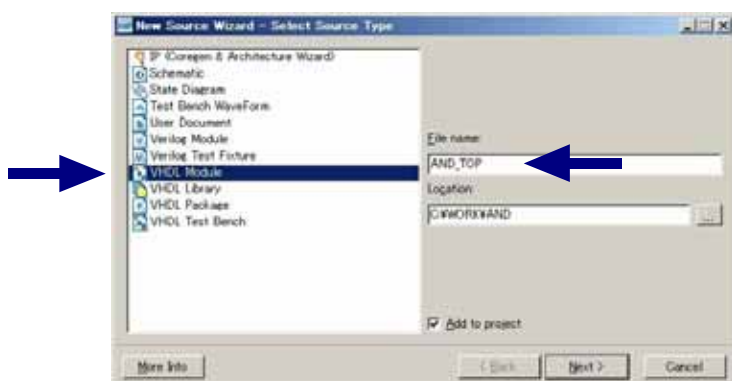 New Source Wizard - Select Source Type
IP (Coregen & Architecture Wizard)
Schematic
State Diagram
Test Bench WaveForm
User Document
Verilog Module
Verilog Test Fixture
VHDL Module
VHDL Library
VHDL Package
VHDL Test Bench
File name:
AND_TOP
Location:
C:¥WORK¥AND
...
Add to project
More Info
< Back
Next >
Cancel